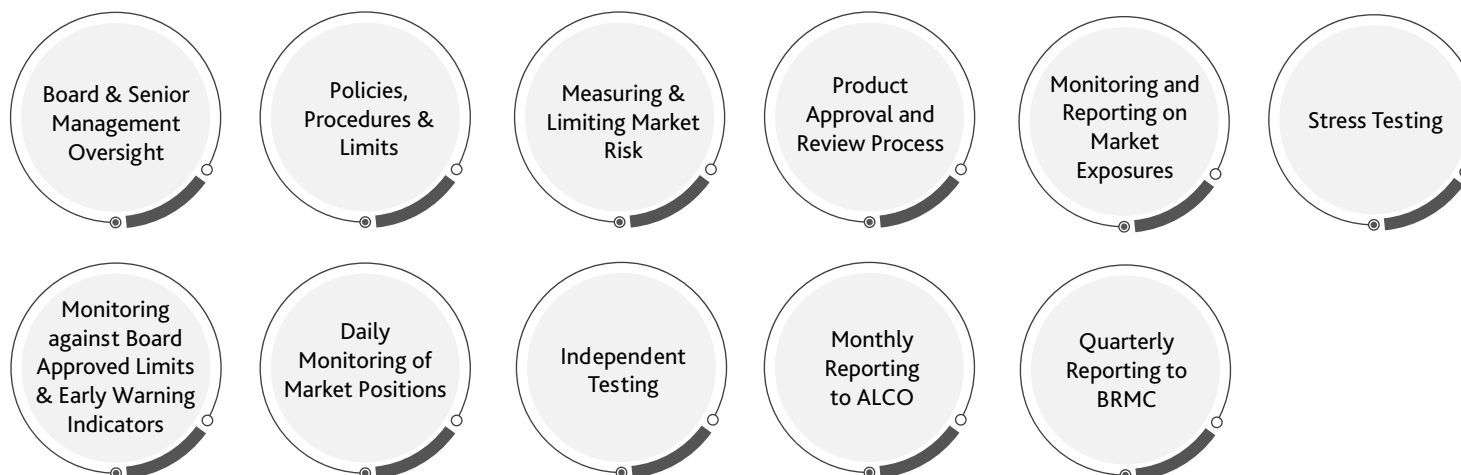 Board & Senior
Management
Oversight
Policies,
Procedures &
Limits
Measuring &
Limiting Market
Risk
Product
Approval and
Review Process
Monitoring and
Reporting on
Market
Exposures
Stress Testing
Monitoring
against Board
Approved Limits
& Early Warning
Indicators
Daily
Monitoring of
Market Positions
Independent
Testing
Monthly
Reporting
to ALCO
Quarterly
Reporting to
BRMC